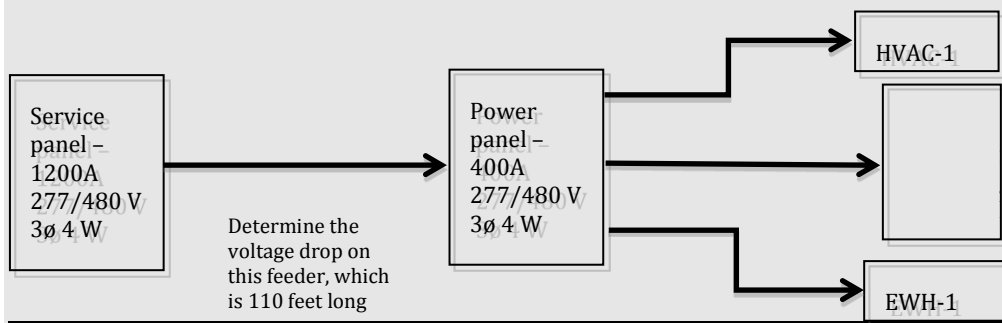 Service
panel –
1200A
277/480 V
3ø 4 W
Determine the
voltage drop on
this feeder, which
is 110 feet long
Power
panel –
400A
277/480 V
3ø 4 W
HVAC-1
EWH-1